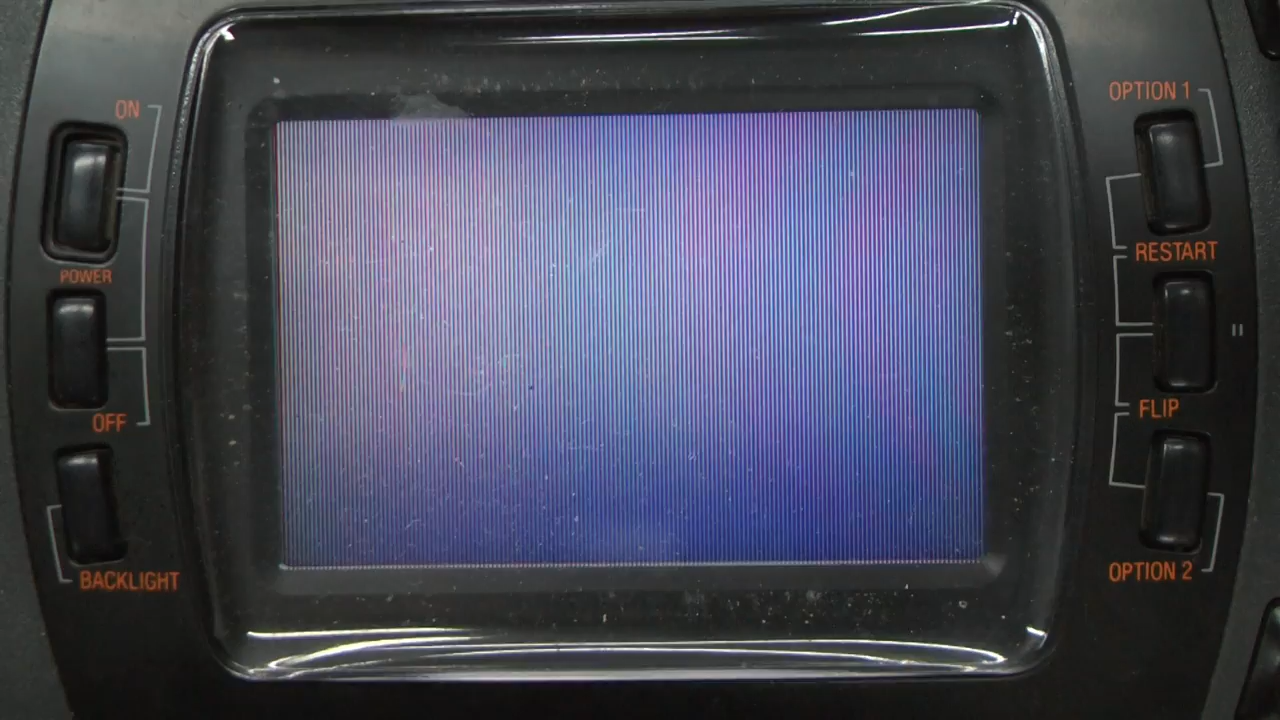 ON
POWER
OFF
BACKLIGHT
OPTION 1
RESTART
FLIP
OPTION 2